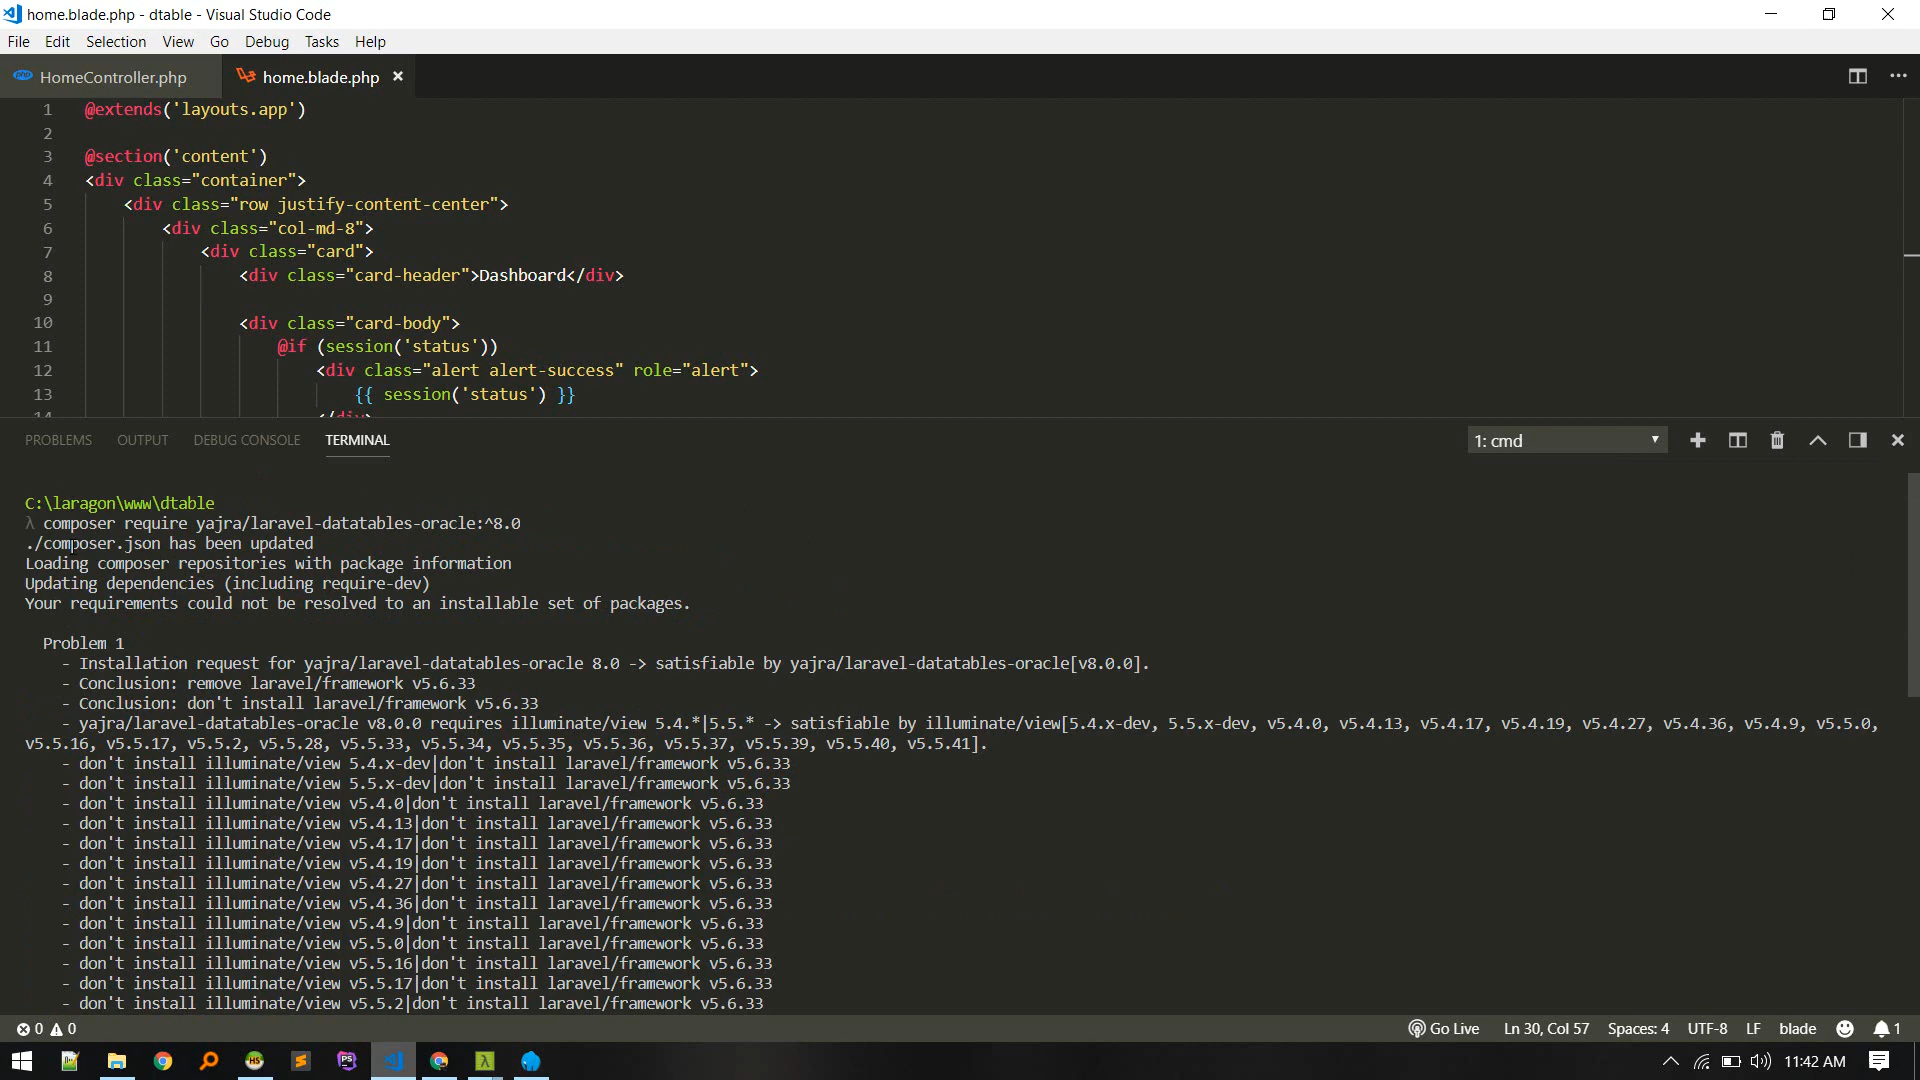 home.blade.php - dtable - Visual Studio Code
File Edit Selection View Go Debug Tasks Help
HomeController.php home.blade.php
1 @extends('layouts.app')
2
3 @section('content')
4 <div class="container">
5 <div class="row justify-content-center">
6 <div class="col-md-8">
7 <div class="card">
8 <div class="card-header">Dashboard</div>
9
10 <div class="card-body">
11 @if (session('status'))
12 <div class="alert alert-success" role="alert">
13 {{ session('status') }}
14 </div>
PROBLEMS OUTPUT DEBUG CONSOLE TERMINAL 1: cmd
C:\laragon\www\dtable
λ composer require yajra/laravel-datatables-oracle:^8.0
./composer.json has been updated
Loading composer repositories with package information
Updating dependencies (including require-dev)
Your requirements could not be resolved to an installable set of packages.
Problem 1
- Installation request for yajra/laravel-datatables-oracle 8.0 -> satisfiable by yajra/laravel-datatables-oracle[v8.0.0].
- Conclusion: remove laravel/framework v5.6.33
- Conclusion: don't install laravel/framework v5.6.33
- yajra/laravel-datatables-oracle v8.0.0 requires illuminate/view 5.4.*|5.5.* -> satisfiable by illuminate/view[5.4.x-dev, 5.5.x-dev, v5.4.0, v5.4.13, v5.4.17, v5.4.19, v5.4.27, v5.4.36, v5.4.9, v5.5.0,
v5.5.16, v5.5.17, v5.5.2, v5.5.28, v5.5.33, v5.5.34, v5.5.35, v5.5.36, v5.5.37, v5.5.39, v5.5.40, v5.5.41].
- don't install illuminate/view 5.4.x-dev|don't install laravel/framework v5.6.33
- don't install illuminate/view 5.5.x-dev|don't install laravel/framework v5.6.33
- don't install illuminate/view v5.4.0|don't install laravel/framework v5.6.33
- don't install illuminate/view v5.4.13|don't install laravel/framework v5.6.33
- don't install illuminate/view v5.4.17|don't install laravel/framework v5.6.33
- don't install illuminate/view v5.4.19|don't install laravel/framework v5.6.33
- don't install illuminate/view v5.4.27|don't install laravel/framework v5.6.33
- don't install illuminate/view v5.4.36|don't install laravel/framework v5.6.33
- don't install illuminate/view v5.4.9|don't install laravel/framework v5.6.33
- don't install illuminate/view v5.5.0|don't install laravel/framework v5.6.33
- don't install illuminate/view v5.5.16|don't install laravel/framework v5.6.33
- don't install illuminate/view v5.5.17|don't install laravel/framework v5.6.33
- don't install illuminate/view v5.5.2|don't install laravel/framework v5.6.33
0 0 Go Live Ln 30, Col 57 Spaces: 4 UTF-8 LF blade 1
HS PS λ 11:42 AM